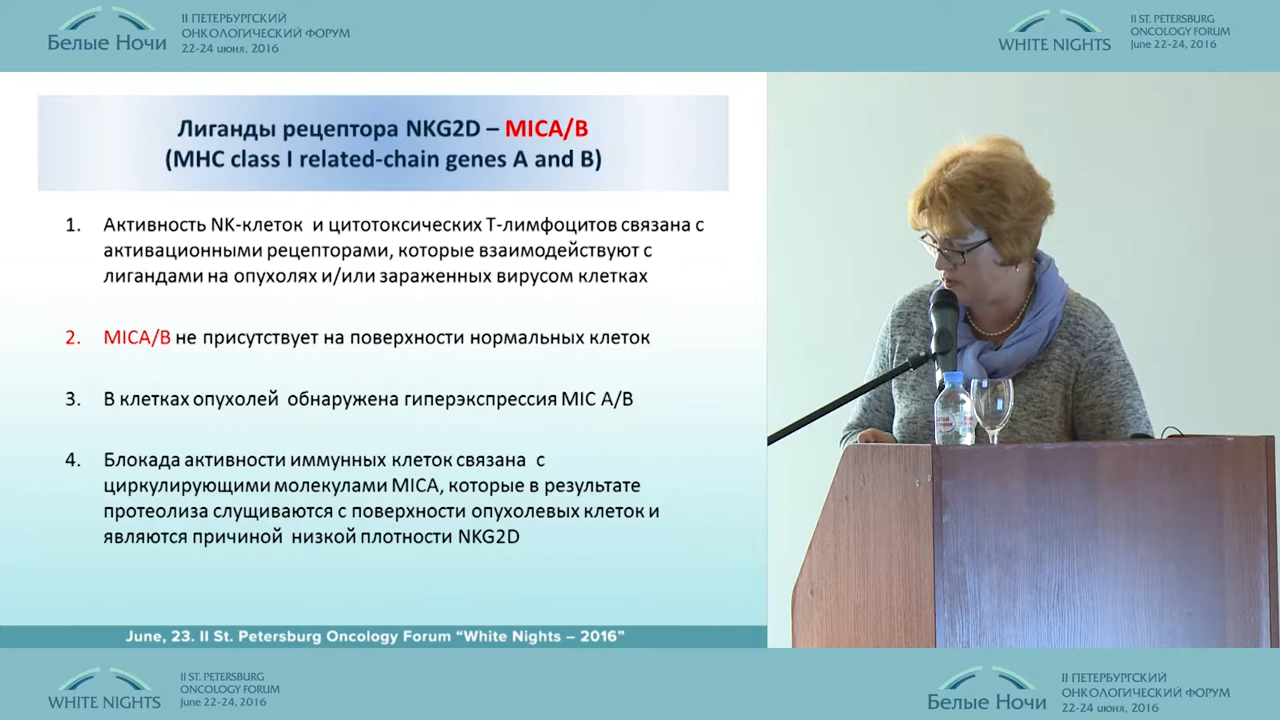 Белые Ночи
II ПЕТЕРБУРГСКИЙ
ОНКОЛОГИЧЕСКИЙ ФОРУМ
22-24 июня, 2016
WHITE NIGHTS
II ST. PETERSBURG
ONCOLOGY FORUM
June 22-24, 2016
Лиганды рецептора NKG2D – MICA/B
(MHC class I related-chain genes A and B)
1. Активность NK-клеток и цитотоксических Т-лимфоцитов связана с
активационными рецепторами, которые взаимодействуют с
лигандами на опухолях и/или зараженных вирусом клетках
2. MICA/B не присутствует на поверхности нормальных клеток
3. В клетках опухолей обнаружена гиперэкспрессия MIC A/B
4. Блокада активности иммунных клеток связана с
циркулирующими молекулами MICA, которые в результате
протеолиза слущиваются с поверхности опухолевых клеток и
являются причиной низкой плотности NKG2D
June, 23. II St. Petersburg Oncology Forum “White Nights – 2016”
WHITE NIGHTS
II ST. PETERSBURG
ONCOLOGY FORUM
June 22-24, 2016
Белые Ночи
II ПЕТЕРБУРГСКИЙ
ОНКОЛОГИЧЕСКИЙ ФОРУМ
22-24 июня, 2016